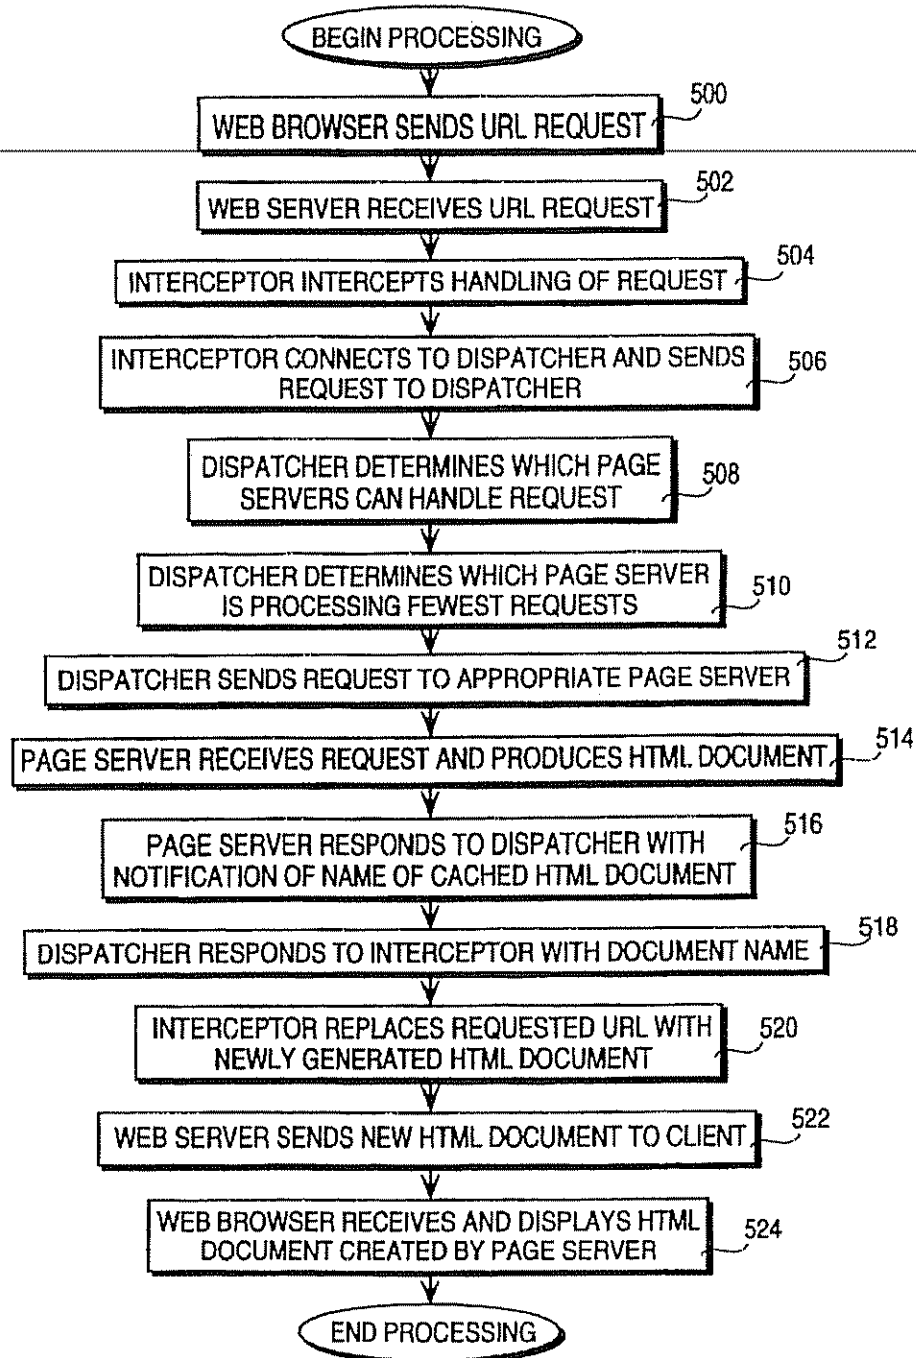 BEGIN PROCESSING
WEB BROWSER SENDS URL REQUEST
500
WEB SERVER RECEIVES URL REQUEST
502
INTERCEPTOR INTERCEPTS HANDLING OF REQUEST
504
INTERCEPTOR CONNECTS TO DISPATCHER AND SENDS
REQUEST TO DISPATCHER
506
DISPATCHER DETERMINES WHICH PAGE
SERVERS CAN HANDLE REQUEST
508
DISPATCHER DETERMINES WHICH PAGE SERVER
IS PROCESSING FEWEST REQUESTS
510
DISPATCHER SENDS REQUEST TO APPROPRIATE PAGE SERVER
512
PAGE SERVER RECEIVES REQUEST AND PRODUCES HTML DOCUMENT
514
PAGE SERVER RESPONDS TO DISPATCHER WITH
NOTIFICATION OF NAME OF CACHED HTML DOCUMENT
516
DISPATCHER RESPONDS TO INTERCEPTOR WITH DOCUMENT NAME
518
INTERCEPTOR REPLACES REQUESTED URL WITH
NEWLY GENERATED HTML DOCUMENT
520
WEB SERVER SENDS NEW HTML DOCUMENT TO CLIENT
522
WEB BROWSER RECEIVES AND DISPLAYS HTML
DOCUMENT CREATED BY PAGE SERVER
524
END PROCESSING